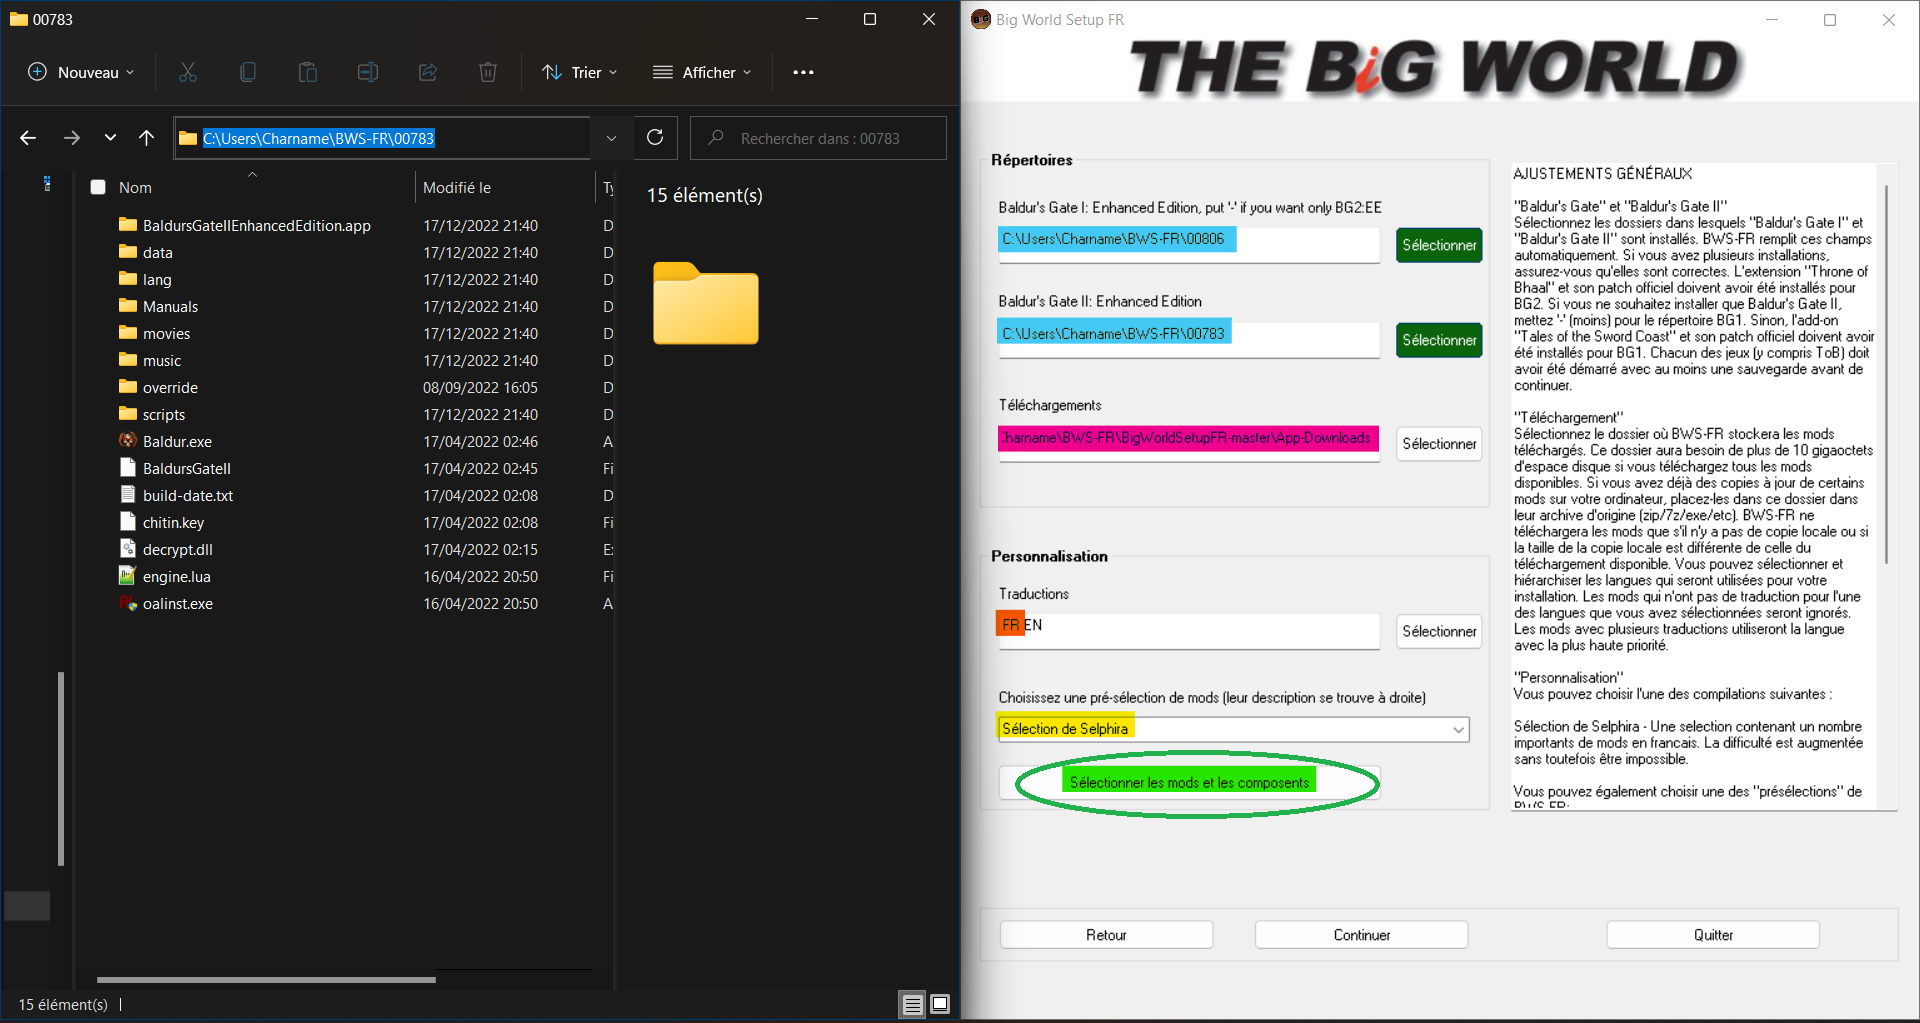 00783
Nouveau
Trier
Afficher
C:\Users\Charname\BWS-FR\00783
Rechercher dans : 00783
Nom
Modifié le
Ty
BaldursGateIIEnhancedEdition.app
17/12/2022 21:40
D
data
17/12/2022 21:40
D
lang
17/12/2022 21:40
D
Manuals
17/12/2022 21:40
D
movies
17/12/2022 21:40
D
music
17/12/2022 21:40
D
override
08/09/2022 16:05
D
scripts
17/12/2022 21:40
D
Baldur.exe
17/04/2022 02:46
A
BaldursGateII
17/04/2022 02:45
Fi
build-date.txt
17/04/2022 02:08
D
chitin.key
17/04/2022 02:08
Fi
decrypt.dll
17/04/2022 02:15
E
engine.lua
16/04/2022 20:50
Fi
oalinst.exe
16/04/2022 20:50
A
15 élément(s)
15 élément(s)
Big World Setup FR
THE BiG WORLD
Répertoires
Baldur's Gate I: Enhanced Edition, put '-' if you want only BG2:EE
C:\Users\Charname\BWS-FR\00806
Sélectionner
Baldur's Gate II: Enhanced Edition
C:\Users\Charname\BWS-FR\00783
Sélectionner
Téléchargements
Charname\BWS-FR\BigWorldSetupFR-master\App-Downloads
Sélectionner
Personnalisation
Traductions
FR EN
Sélectionner
Choisissez une pré-sélection de mods (leur description se trouve à droite)
Sélection de Selphira
Sélectionner les mods et les composents
AJUSTEMENTS GÉNÉRAUX
"Baldur's Gate" et "Baldur's Gate II"
Sélectionnez les dossiers dans lesquels "Baldur's Gate I" et
"Baldur's Gate II" sont installés. BWS-FR remplit ces champs
automatiquement. Si vous avez plusieurs installations,
assurez-vous qu'elles sont correctes. L'extension "Throne of
Bhaal" et son patch officiel doivent avoir été installés pour
BG2. Si vous ne souhaitez installer que Baldur's Gate II,
mettez '-' (moins) pour le répertoire BG1. Sinon, l'add-on
"Tales of the Sword Coast" et son patch officiel doivent avoir
été installés pour BG1. Chacun des jeux (y compris ToB) doit
avoir été démarré avec au moins une sauvegarde avant de
continuer.
"Téléchargement"
Sélectionnez le dossier où BWS-FR stockera les mods
téléchargés. Ce dossier aura besoin de plus de 10 gigaoctets
d'espace disque si vous téléchargez tous les mods
disponibles. Si vous avez déjà des copies à jour de certains
mods sur votre ordinateur, placez-les dans ce dossier dans
leur archive d'origine (zip/7z/exe/etc). BWS-FR ne
téléchargera les mods que s'il n'y a pas de copie locale ou si
la taille de la copie locale est différente de celle du
téléchargement disponible. Vous pouvez sélectionner et
hiérarchiser les langues qui seront utilisées pour votre
installation. Les mods qui n'ont pas de traduction pour l'une
des langues que vous avez sélectionnées seront ignorés.
Les mods avec plusieurs traductions utiliseront la langue
avec la plus haute priorité.
"Personnalisation"
Vous pouvez choisir l'une des compilations suivantes :
Sélection de Selphira - Une selection contenant un nombre
importants de mods en francais. La difficulté est augmentée
sans toutefois être impossible.
Vous pouvez également choisir une des "présélections" de
BWS-FR:
Retour
Continuer
Quitter